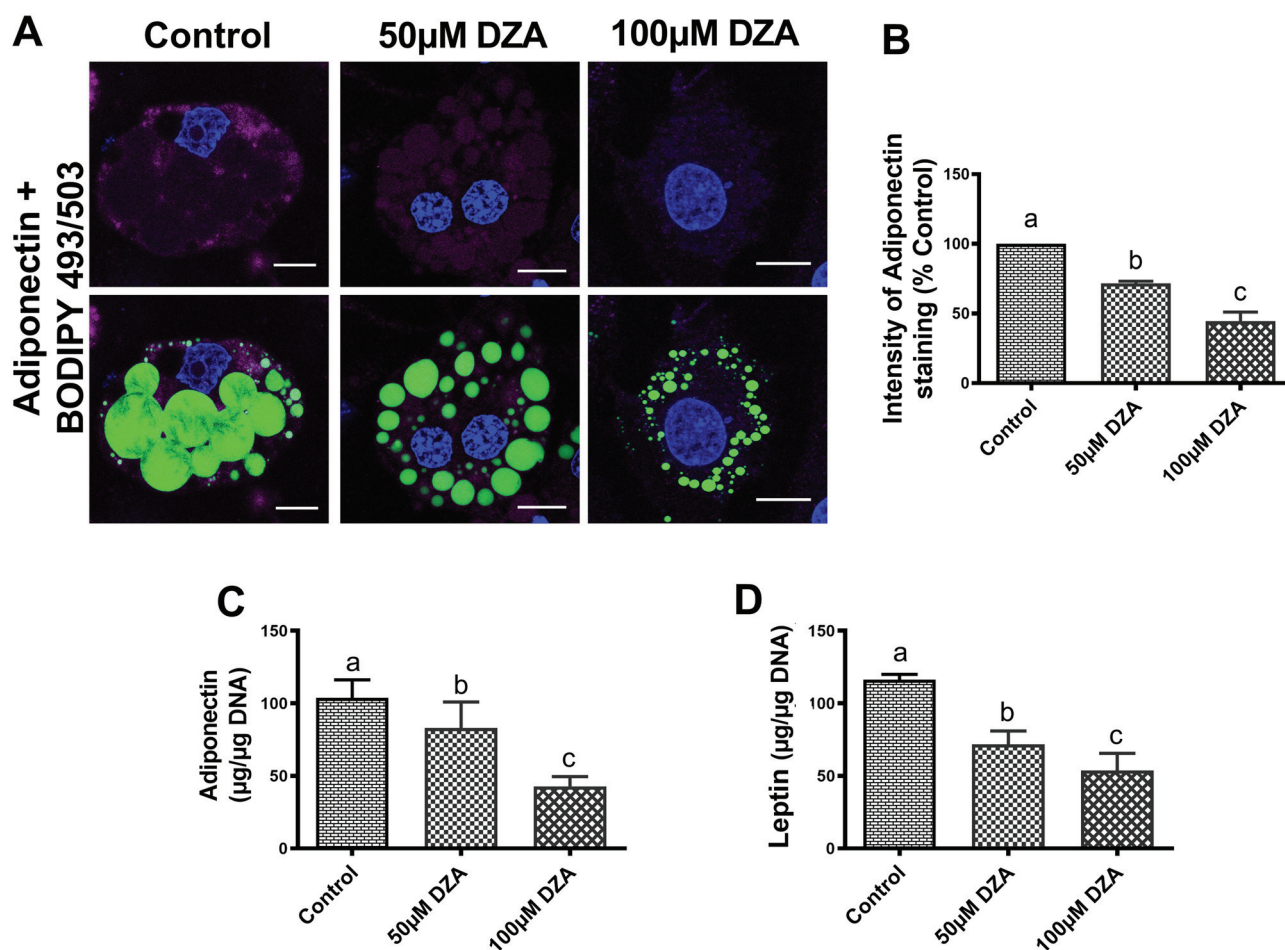 A
Control
50µM DZA
100µM DZA
Adiponectin +
BODIPY 493/503
B
Intensity of Adiponectin
staining (% Control)
150
100
50
0
a
b
c
Control
50µM DZA
100µM DZA
C
Adiponectin
(µg/µg DNA)
150
100
50
0
a
b
c
Control
50µM DZA
100µM DZA
D
Leptin (µg/µg DNA)
150
100
50
0
a
b
c
Control
50µM DZA
100µM DZA